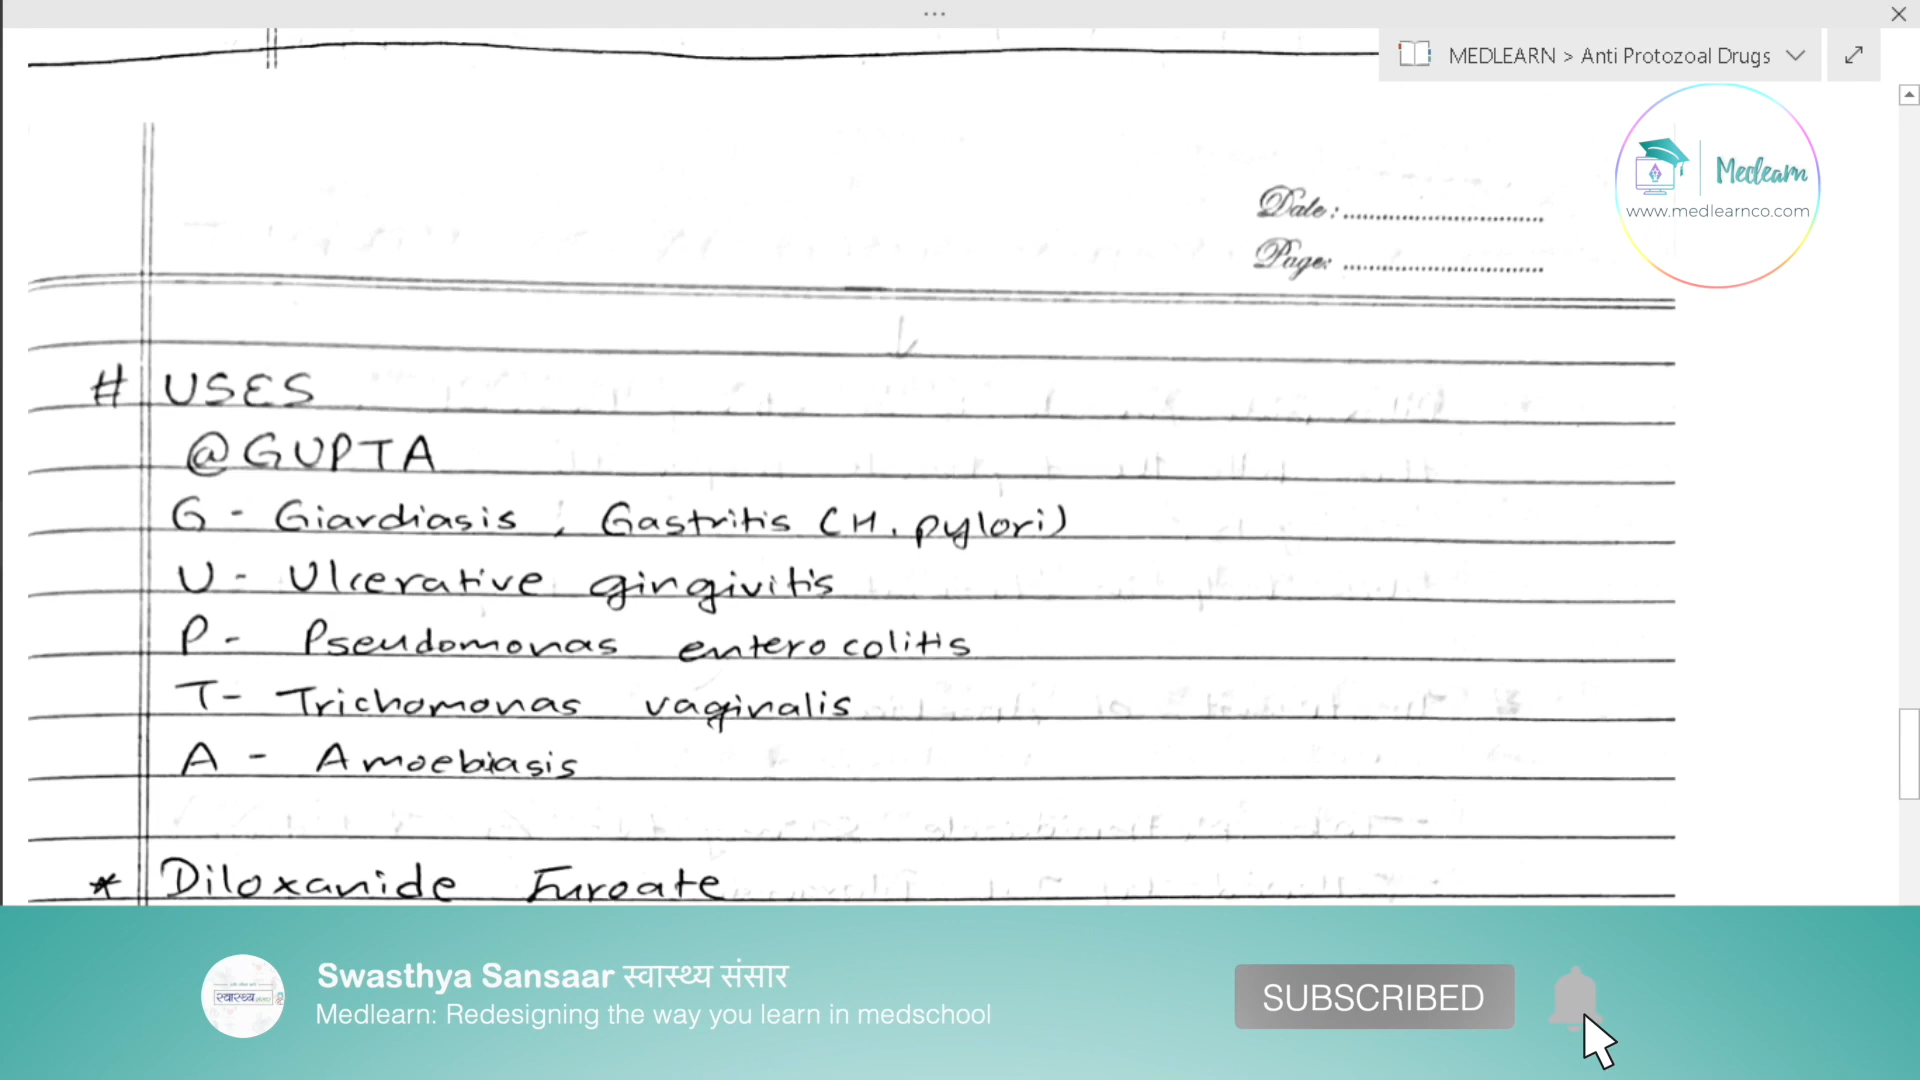 MEDLEARN > Anti Protozoal Drugs
Medlearn
www.medlearnco.com
Date:
Page:
# USES
@GUPTA
G - Giardiasis, Gastritis (H. pylori)
U - Ulcerative gingivitis
P - Pseudomonas enterocolitis
T - Trichomonas vaginalis
A - Amoebiasis
* Diloxanide Furoate
Swasthya Sansaar स्वास्थ्य संसार
Medlearn: Redesigning the way you learn in medschool
SUBSCRIBED